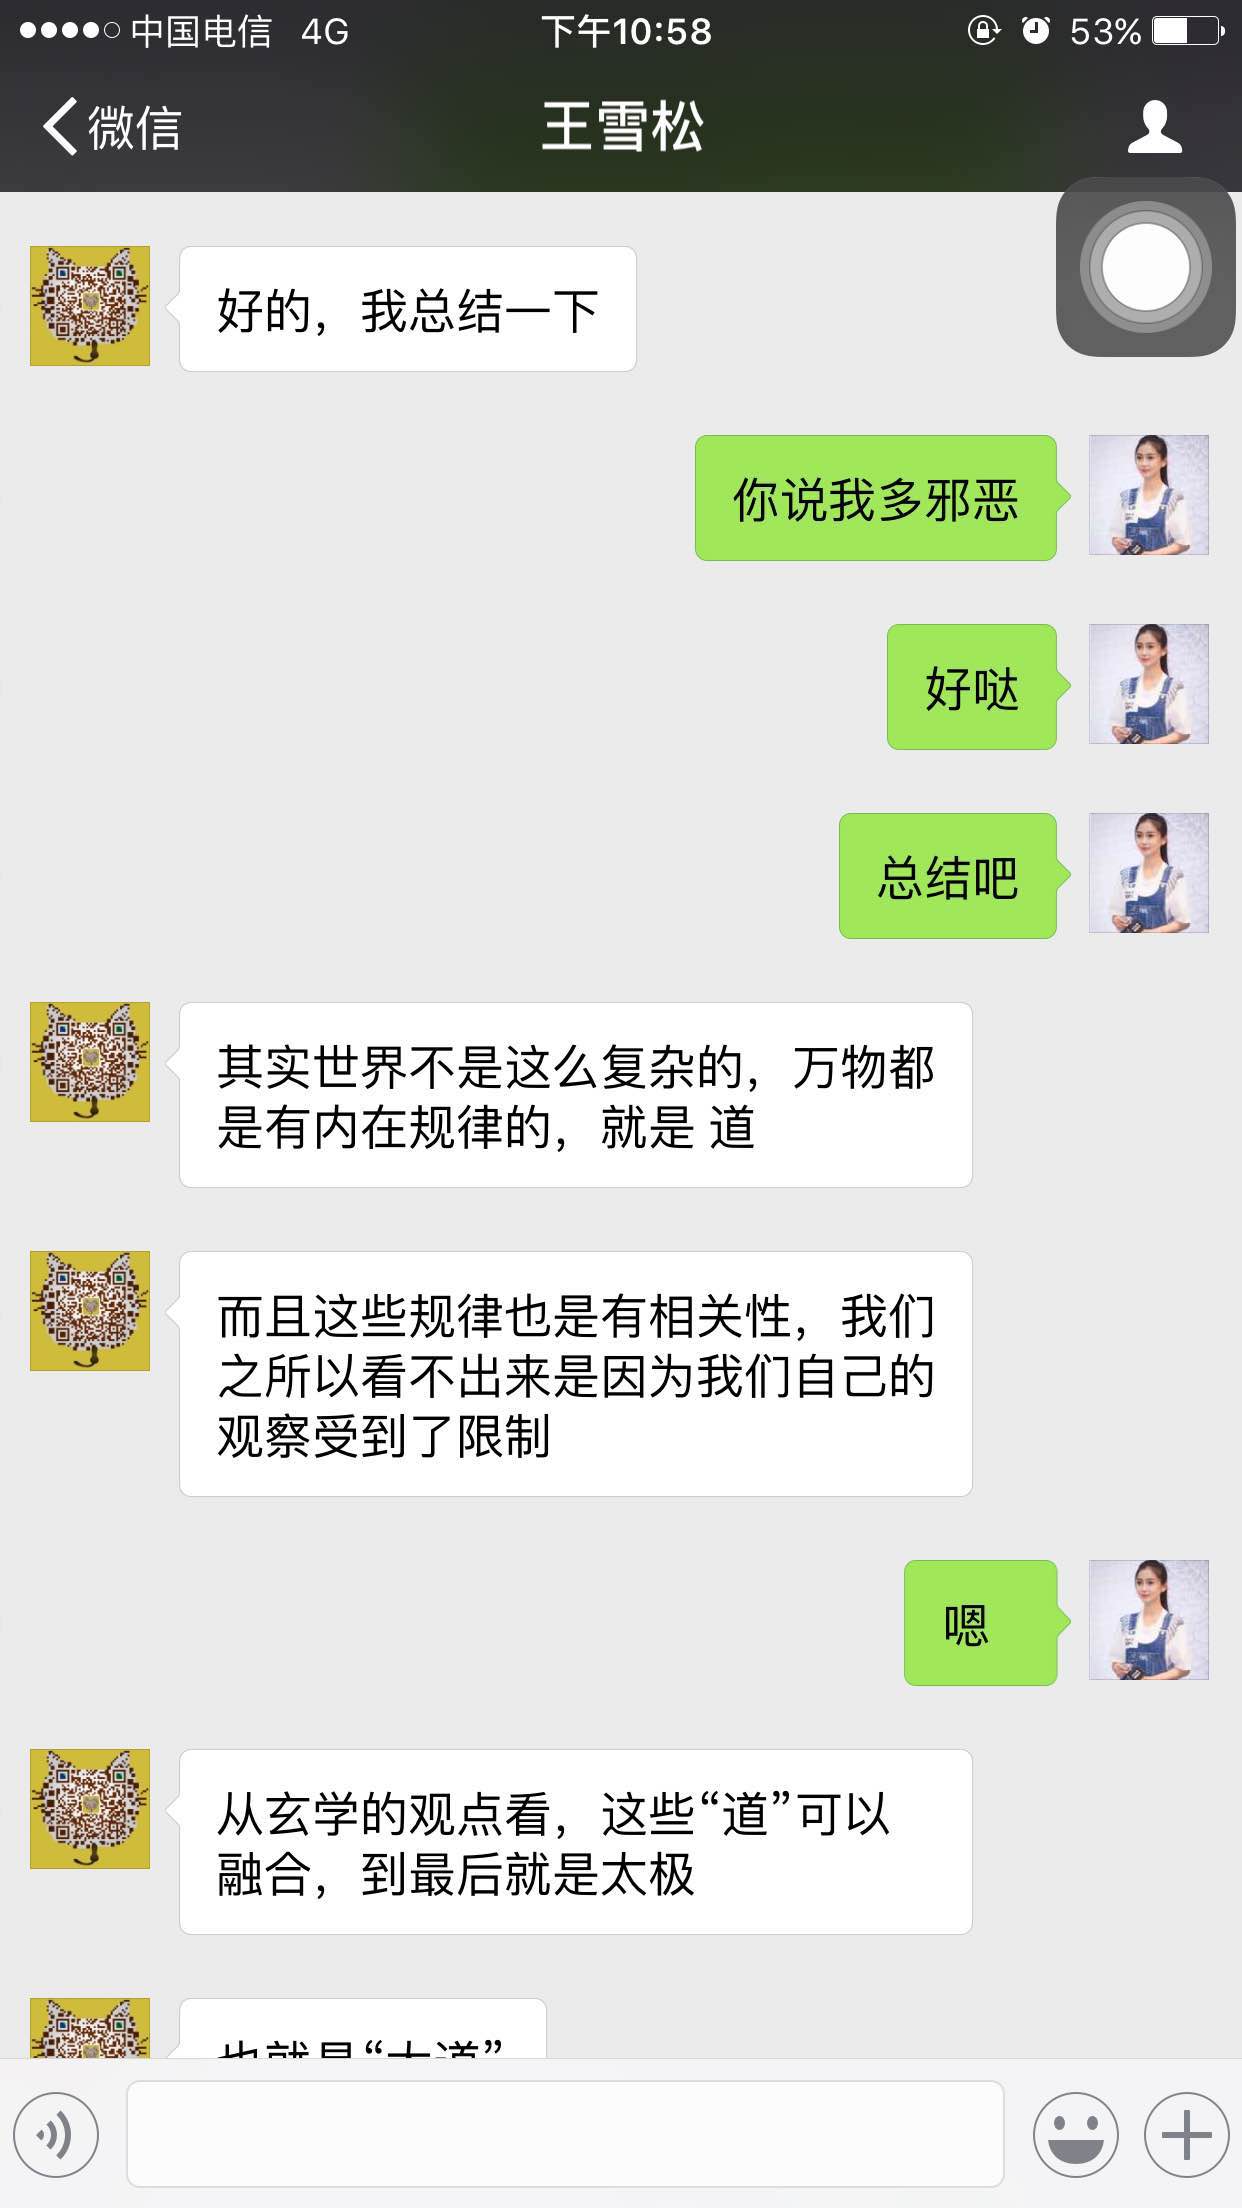 中国电信 4G 下午10:58 53%
微信 王雪松
好的，我总结一下
你说我多邪恶
好哒
总结吧
其实世界不是这么复杂的，万物都
是有内在规律的，就是 道
而且这些规律也是有相关性，我们
之所以看不出来是因为我们自己的
观察受到了限制
嗯
从玄学的观点看，这些“道”可以
融合，到最后就是太极
也就是“大道”